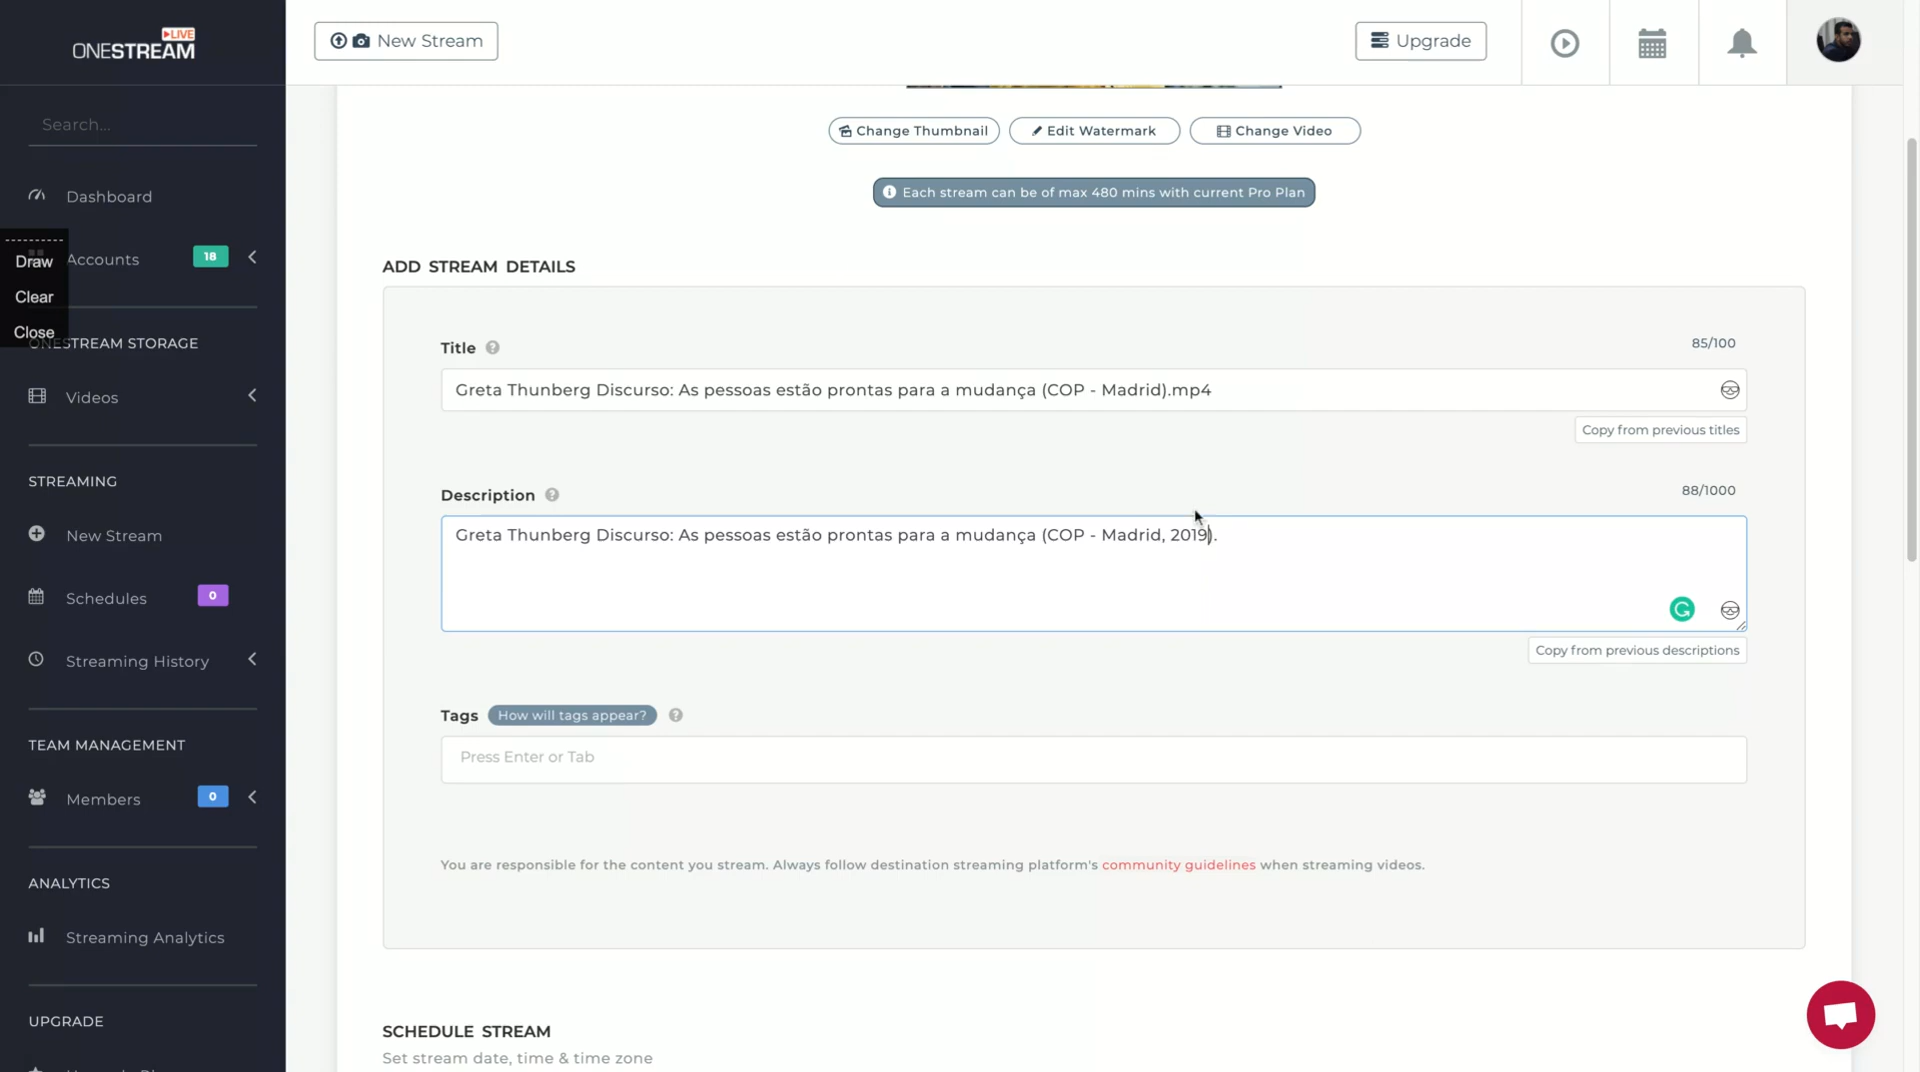 LIVE
ONESTREAM
New Stream
Upgrade
Search...
Dashboard
Accounts
18
Draw
Clear
Close
ONESTREAM STORAGE
Videos
STREAMING
New Stream
Schedules
0
Streaming History
TEAM MANAGEMENT
Members
0
ANALYTICS
Streaming Analytics
UPGRADE
Change Thumbnail
Edit Watermark
Change Video
Each stream can be of max 480 mins with current Pro Plan
ADD STREAM DETAILS
Title
85/100
Greta Thunberg Discurso: As pessoas estão prontas para a mudança (COP - Madrid).mp4
Copy from previous titles
Description
88/1000
Greta Thunberg Discurso: As pessoas estão prontas para a mudança (COP - Madrid, 2019).
Copy from previous descriptions
Tags
How will tags appear?
Press Enter or Tab
You are responsible for the content you stream. Always follow destination streaming platform's community guidelines when streaming videos.
SCHEDULE STREAM
Set stream date, time & time zone